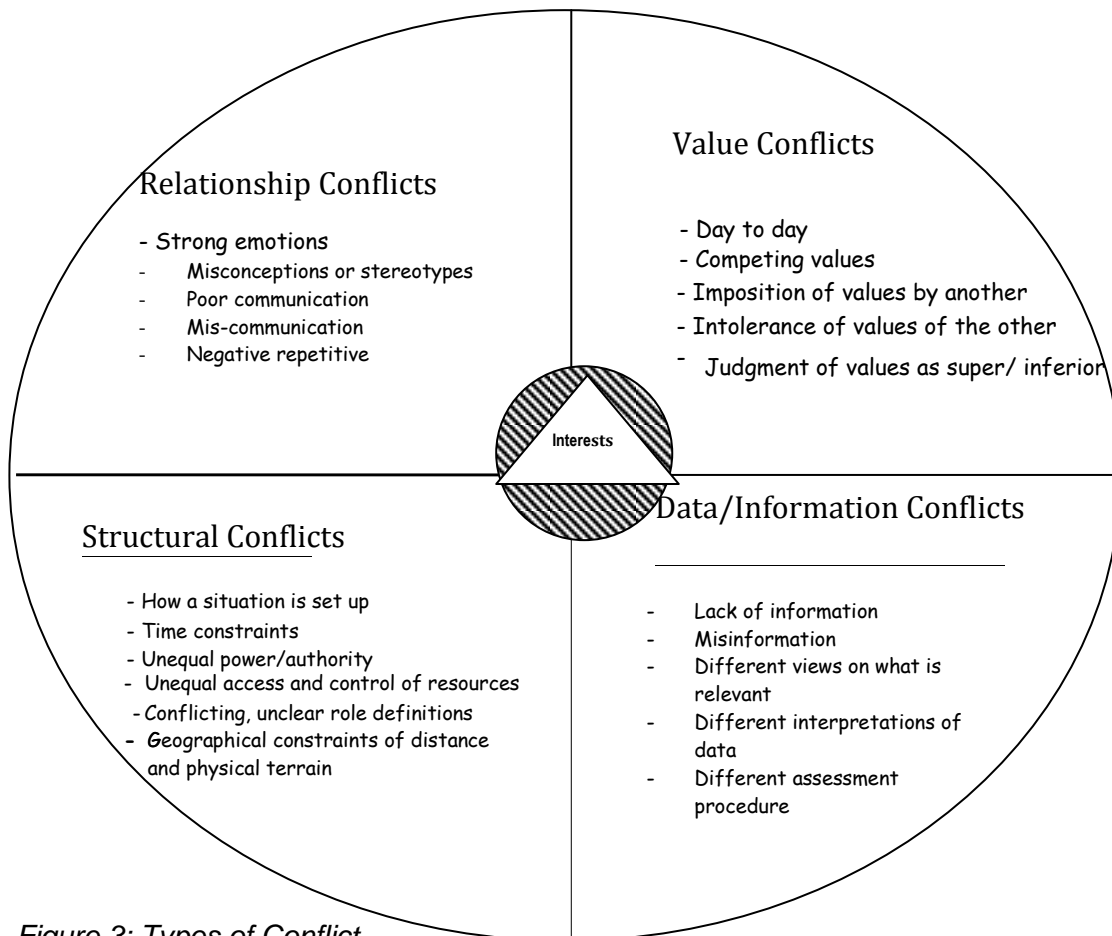 Relationship Conflicts
- Strong emotions
- Misconceptions or stereotypes
- Poor communication
- Mis-communication
- Negative repetitive
Value Conflicts
- Day to day
- Competing values
- Imposition of values by another
- Intolerance of values of the other
- Judgment of values as super/ inferior
Interests
Structural Conflicts
- How a situation is set up
- Time constraints
- Unequal power/authority
- Unequal access and control of resources
- Conflicting, unclear role definitions
- Geographical constraints of distance
and physical terrain
Data/Information Conflicts
- Lack of information
- Misinformation
- Different views on what is
relevant
- Different interpretations of
data
- Different assessment
procedure
Figure 3: Types of Conflict